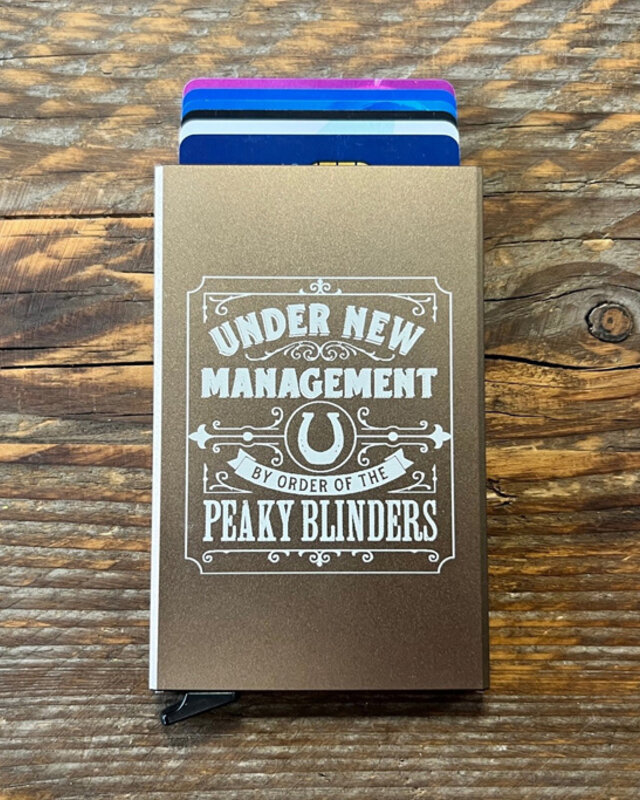 UNDER NEW
MANAGEMENT
BY ORDER OF THE
PEAKY BLINDERS